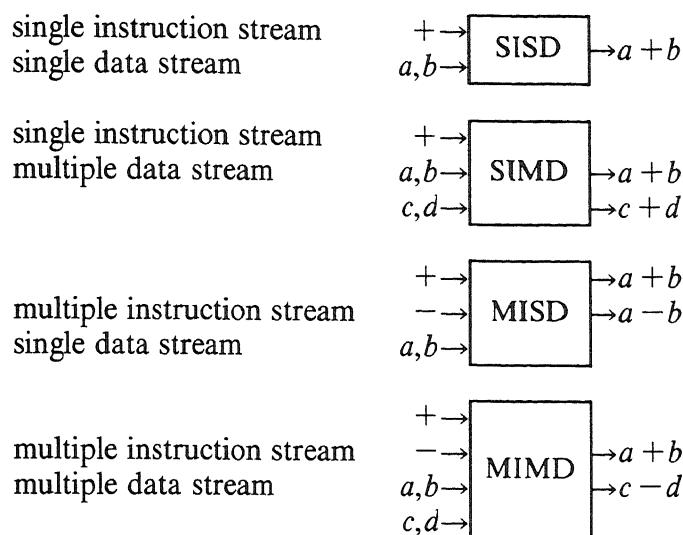 single instruction stream + → SISD → a + b
single data stream a,b →
single instruction stream + →
multiple data stream a,b → SIMD → a + b
c,d → → c + d
+ → → a + b
multiple instruction stream − → MISD → a − b
single data stream a,b →
+ →
multiple instruction stream − → MIMD → a + b
multiple data stream a,b → → c − d
c,d →